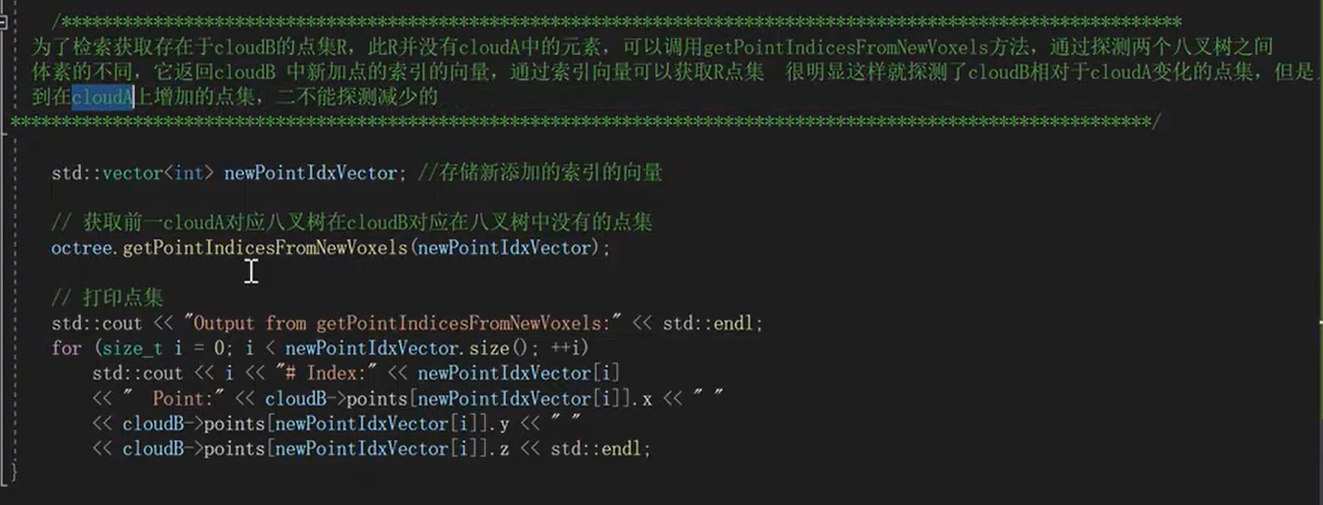 /*************************************************************************************************************
为了检索获取存在于cloudB的点集R，此R并没有cloudA中的元素，可以调用getPointIndicesFromNewVoxels方法，通过探测两个八叉树之间
体素的不同，它返回cloudB 中新加点的索引的向量，通过索引向量可以获取R点集  很明显这样就探测了cloudB相对于cloudA变化的点集，但是
到在cloudA上增加的点集，二不能探测减少的
***************************************************************************************************************/
std::vector<int> newPointIdxVector; //存储新添加的索引的向量
// 获取前一cloudA对应八叉树在cloudB对应在八叉树中没有的点集
octree.getPointIndicesFromNewVoxels(newPointIdxVector);
// 打印点集
std::cout << "Output from getPointIndicesFromNewVoxels:" << std::endl;
for (size_t i = 0; i < newPointIdxVector.size(); ++i)
std::cout << i << "# Index:" << newPointIdxVector[i]
<< "  Point:" << cloudB->points[newPointIdxVector[i]].x << " "
<< cloudB->points[newPointIdxVector[i]].y << " "
<< cloudB->points[newPointIdxVector[i]].z << std::endl;
}